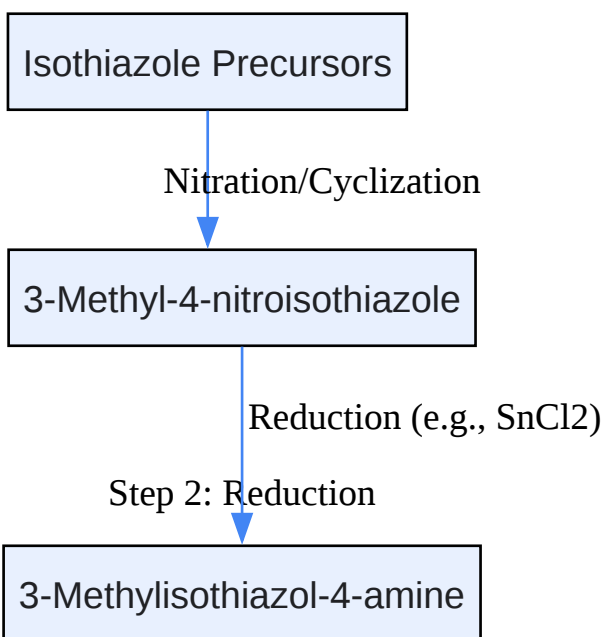 Isothiazole Precursors
Nitration/Cyclization
3-Methyl-4-nitroisothiazole
Reduction (e.g., SnCl2)
Step 2: Reduction
3-Methylisothiazol-4-amine